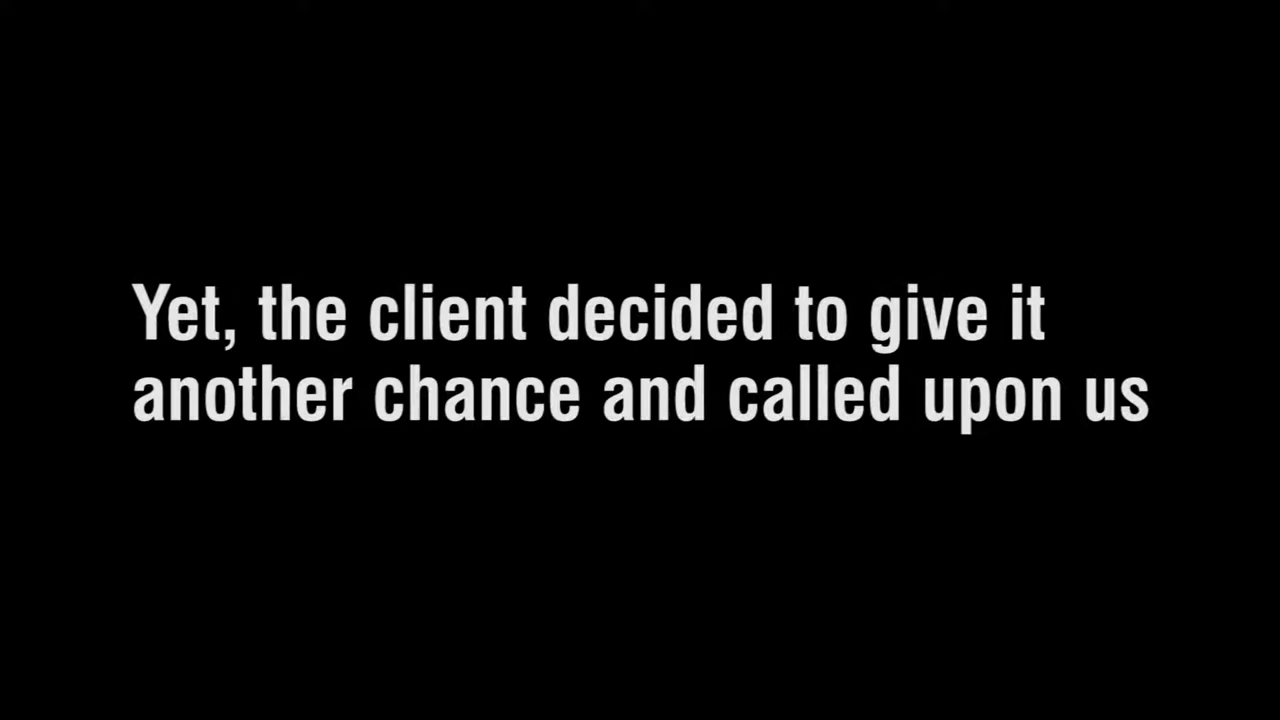 Yet, the client decided to give it
another chance and called upon us